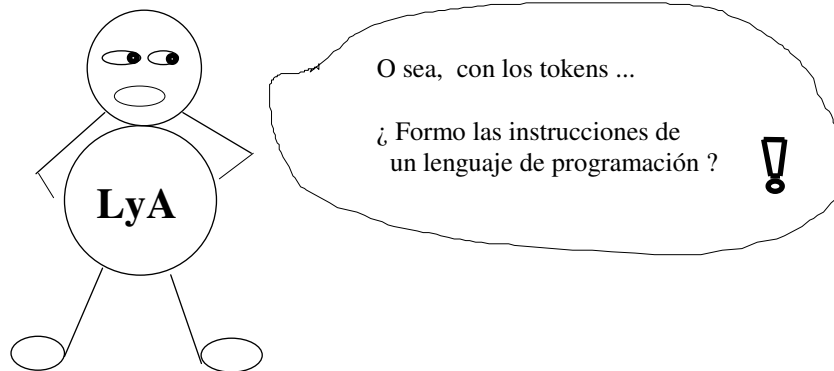 O sea, con los tokens ...
¿ Formo las instrucciones de
un lenguaje de programación ?
!
LyA